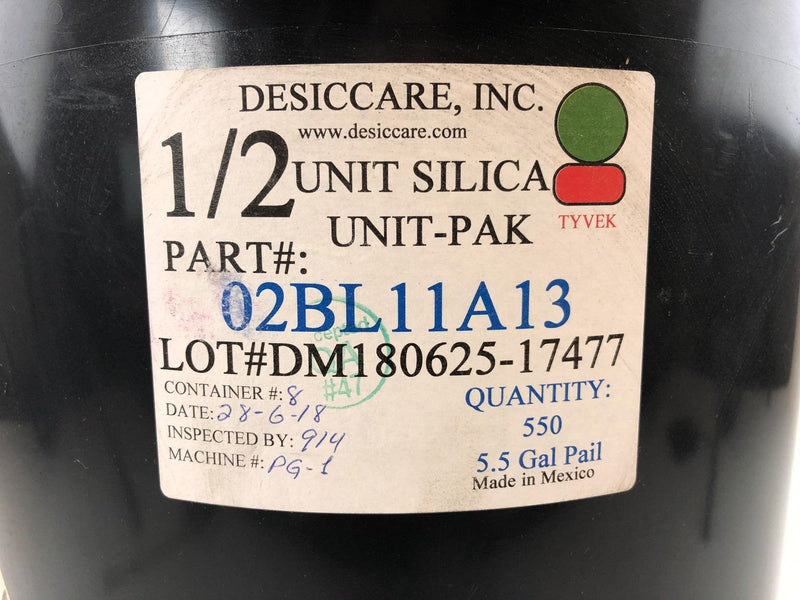 DESICCARE, INC.
www.desiccare.com
1/2 UNIT SILICA
UNIT-PAK
TYVEK
PART#:
02BL11A13
LOT#DM180625-17477
cepted
#47
CONTAINER #: 8
DATE: 28-6-18
INSPECTED BY: 914
MACHINE #: PG-1
QUANTITY:
550
5.5 Gal Pail
Made in Mexico